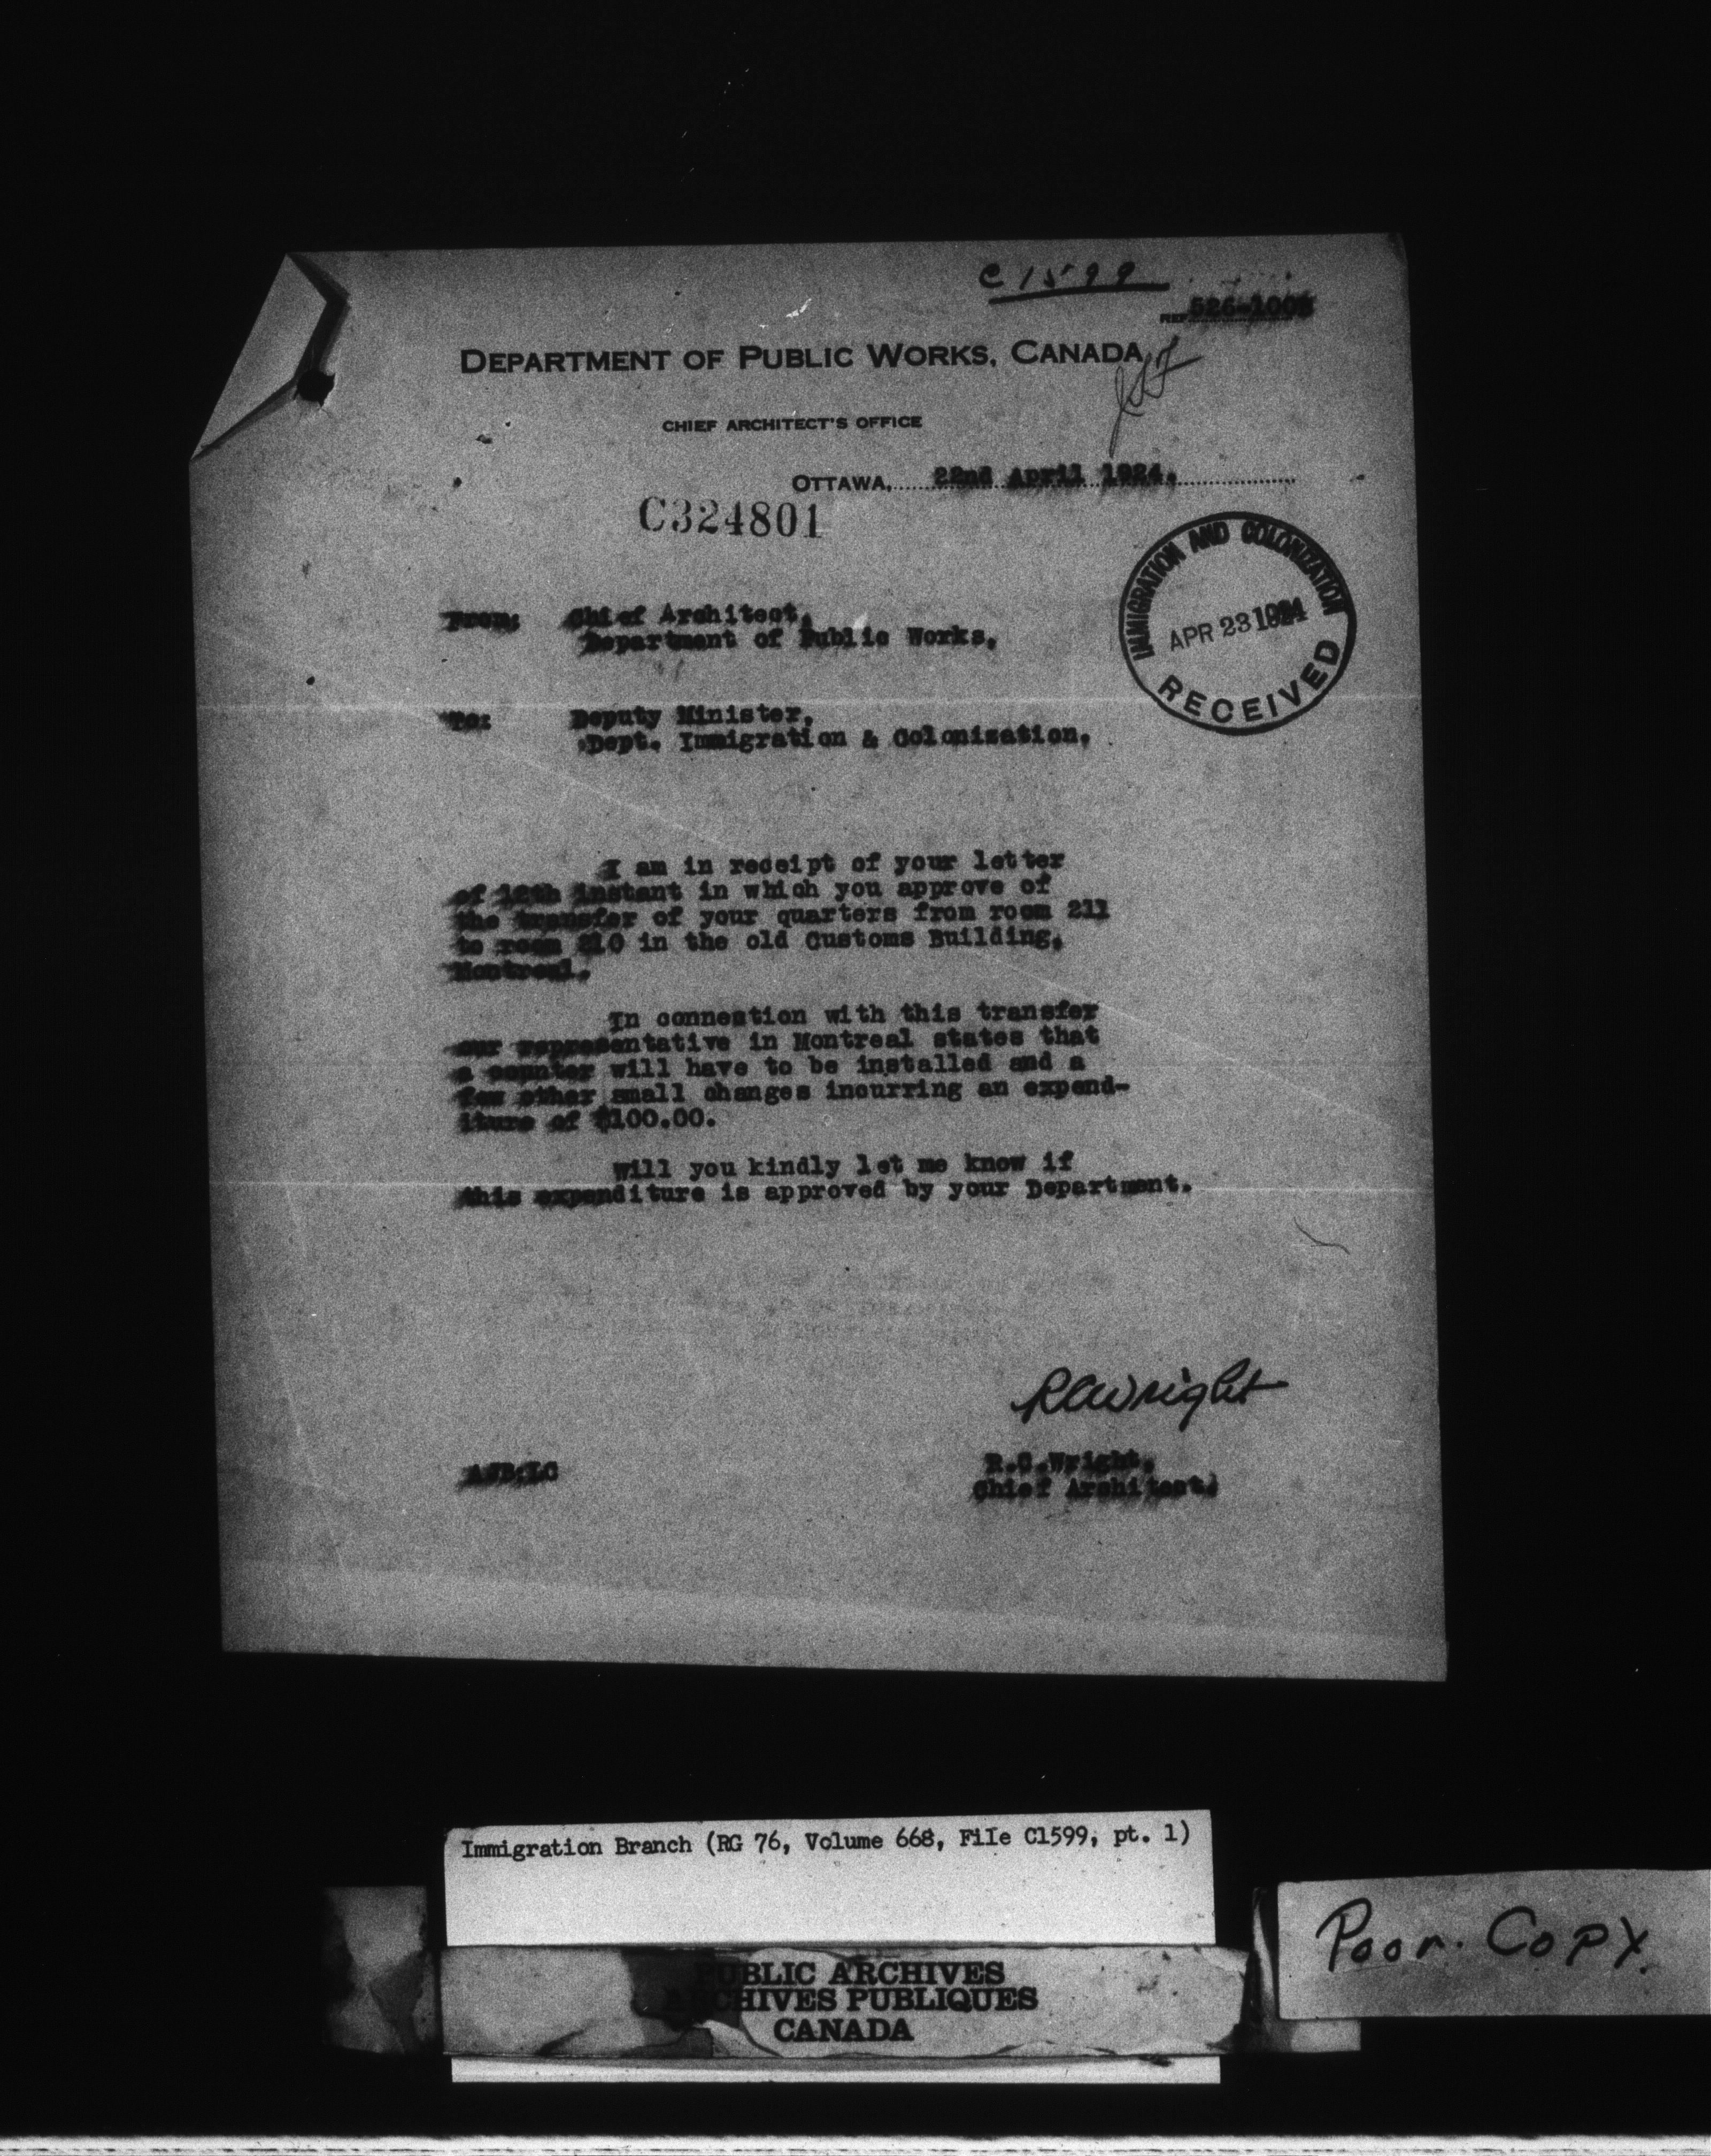 C1599
REF. 526-100
DEPARTMENT OF PUBLIC WORKS, CANADA
CHIEF ARCHITECT'S OFFICE
OTTAWA, 22nd April 1924.
C324801
IMMIGRATION AND COLONIZATION
APR 23 1924
RECEIVED
From: Chief Architect,
Department of Public Works.
To: Deputy Minister,
Dept. Immigration & Colonization.
I am in receipt of your letter
of 12th instant in which you approve of
the transfer of your quarters from room 211
to room 210 in the old Customs Building,
Montreal.
In connection with this transfer
our representative in Montreal states that
a counter will have to be installed and a
few other small changes incurring an expend-
iture of $100.00.
Will you kindly let me know if
this expenditure is approved by your Department.
RCWright
AJB:LC
R.C.Wright,
Chief Architect.
Immigration Branch (RG 76, Volume 668, File C1599, pt. 1)
Poor. Copy.
PUBLIC ARCHIVES
ARCHIVES PUBLIQUES
CANADA